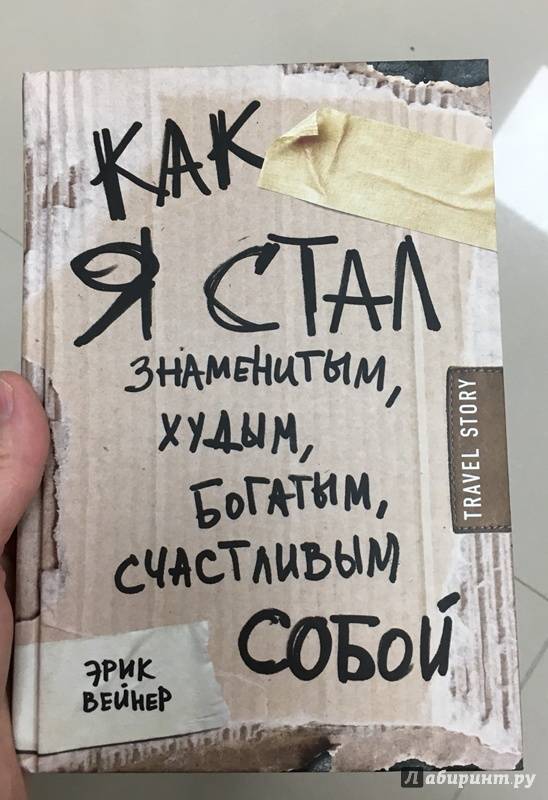 КАК
Я СТАЛ
ЗНАМЕНИТЫМ,
ХУДЫМ,
БОГАТЫМ,
СЧАСТЛИВЫМ
СОБОЙ
TRAVEL STORY
ЭРИК
ВЕЙНЕР
Лабиринт.ру